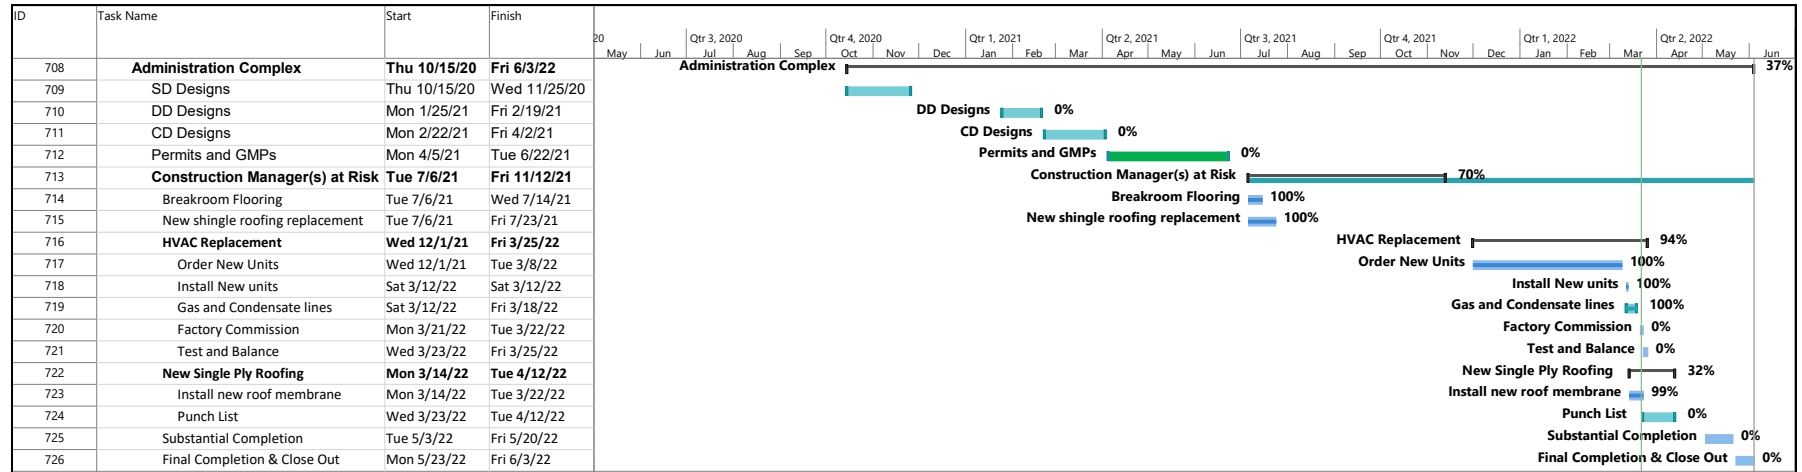 ID Task Name Start Finish
20 Qtr 3, 2020 Qtr 4, 2020 Qtr 1, 2021 Qtr 2, 2021 Qtr 3, 2021 Qtr 4, 2021 Qtr 1, 2022 Qtr 2, 2022
May Jun Jul Aug Sep Oct Nov Dec Jan Feb Mar Apr May Jun Jul Aug Sep Oct Nov Dec Jan Feb Mar Apr May Jun
708 Administration Complex Thu 10/15/20 Fri 6/3/22 Administration Complex 37%
709 SD Designs Thu 10/15/20 Wed 11/25/20
710 DD Designs Mon 1/25/21 Fri 2/19/21 DD Designs 0%
711 CD Designs Mon 2/22/21 Fri 4/2/21 CD Designs 0%
712 Permits and GMPs Mon 4/5/21 Tue 6/22/21 Permits and GMPs 0%
713 Construction Manager(s) at Risk Tue 7/6/21 Fri 11/12/21 Construction Manager(s) at Risk 70%
714 Breakroom Flooring Tue 7/6/21 Wed 7/14/21 Breakroom Flooring 100%
715 New shingle roofing replacement Tue 7/6/21 Fri 7/23/21 New shingle roofing replacement 100%
716 HVAC Replacement Wed 12/1/21 Fri 3/25/22 HVAC Replacement 94%
717 Order New Units Wed 12/1/21 Tue 3/8/22 Order New Units 100%
718 Install New units Sat 3/12/22 Sat 3/12/22 Install New units 100%
719 Gas and Condensate lines Sat 3/12/22 Fri 3/18/22 Gas and Condensate lines 100%
720 Factory Commission Mon 3/21/22 Tue 3/22/22 Factory Commission 0%
721 Test and Balance Wed 3/23/22 Fri 3/25/22 Test and Balance 0%
722 New Single Ply Roofing Mon 3/14/22 Tue 4/12/22 New Single Ply Roofing 32%
723 Install new roof membrane Mon 3/14/22 Tue 3/22/22 Install new roof membrane 99%
724 Punch List Wed 3/23/22 Tue 4/12/22 Punch List 0%
725 Substantial Completion Tue 5/3/22 Fri 5/20/22 Substantial Completion 0%
726 Final Completion & Close Out Mon 5/23/22 Fri 6/3/22 Final Completion & Close Out 0%